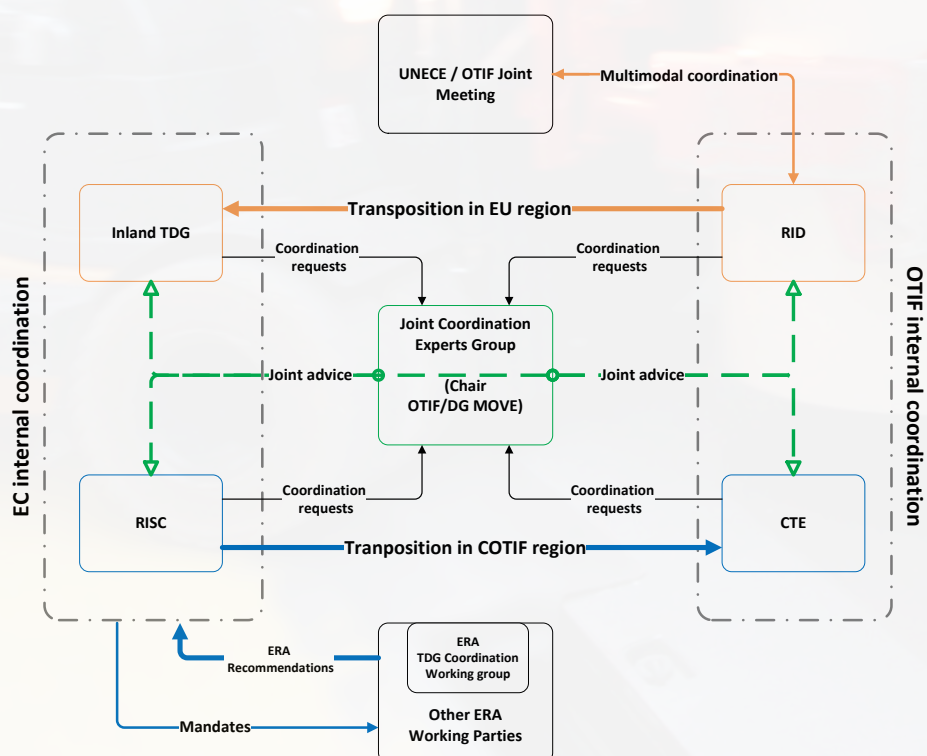 UNECE / OTIF Joint
Meeting
Multimodal coordination
Inland TDG
Transposition in EU region
RID
Coordination
requests
Coordination
requests
EC internal coordination
OTIF internal coordination
Joint Coordination
Experts Group
Joint advice
(Chair
OTIF/DG MOVE)
Joint advice
RISC
Coordination
requests
Coordination
requests
CTE
Tranposition in COTIF region
ERA
Recommendations
ERA
TDG Coordination
Working group
Mandates
Other ERA
Working Parties